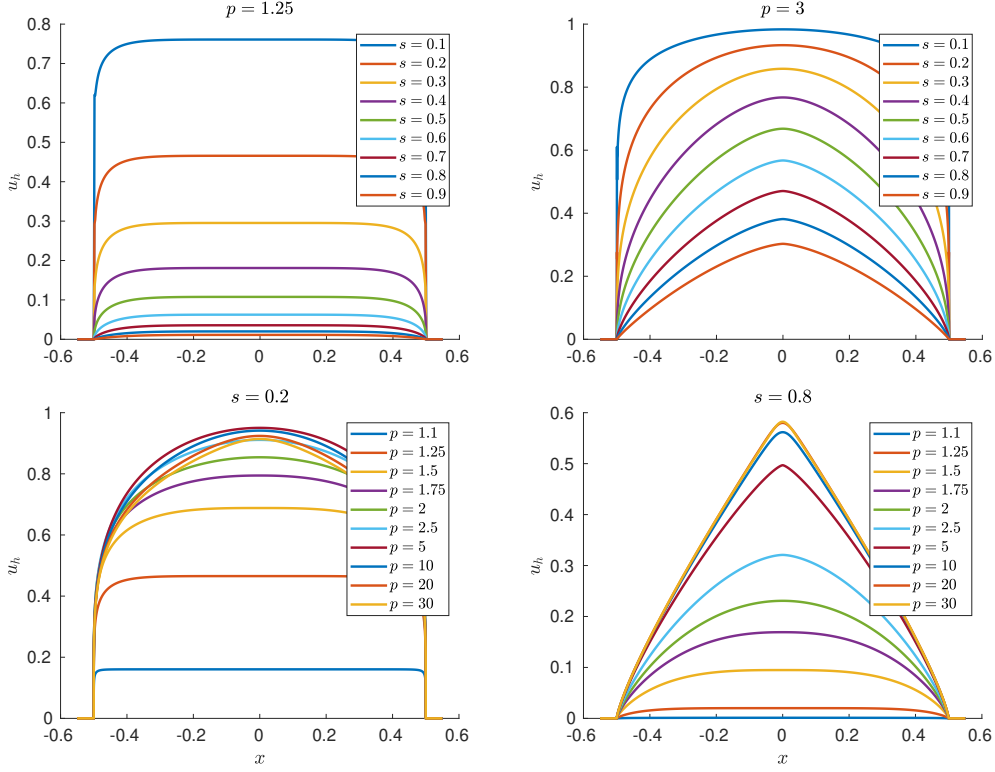 p = 1.25
0.8
0.7
0.6
0.5
0.4
0.3
0.2
0.1
0
u_h
-0.6 -0.4 -0.2 0 0.2 0.4 0.6
s = 0.1
s = 0.2
s = 0.3
s = 0.4
s = 0.5
s = 0.6
s = 0.7
s = 0.8
s = 0.9
p = 3
1
0.8
0.6
0.4
0.2
0
u_h
-0.6 -0.4 -0.2 0 0.2 0.4 0.6
s = 0.1
s = 0.2
s = 0.3
s = 0.4
s = 0.5
s = 0.6
s = 0.7
s = 0.8
s = 0.9
s = 0.2
1
0.8
0.6
0.4
0.2
0
u_h
-0.6 -0.4 -0.2 0 0.2 0.4 0.6
x
p = 1.1
p = 1.25
p = 1.5
p = 1.75
p = 2
p = 2.5
p = 5
p = 10
p = 20
p = 30
s = 0.8
0.6
0.5
0.4
0.3
0.2
0.1
0
u_h
-0.6 -0.4 -0.2 0 0.2 0.4 0.6
x
p = 1.1
p = 1.25
p = 1.5
p = 1.75
p = 2
p = 2.5
p = 5
p = 10
p = 20
p = 30